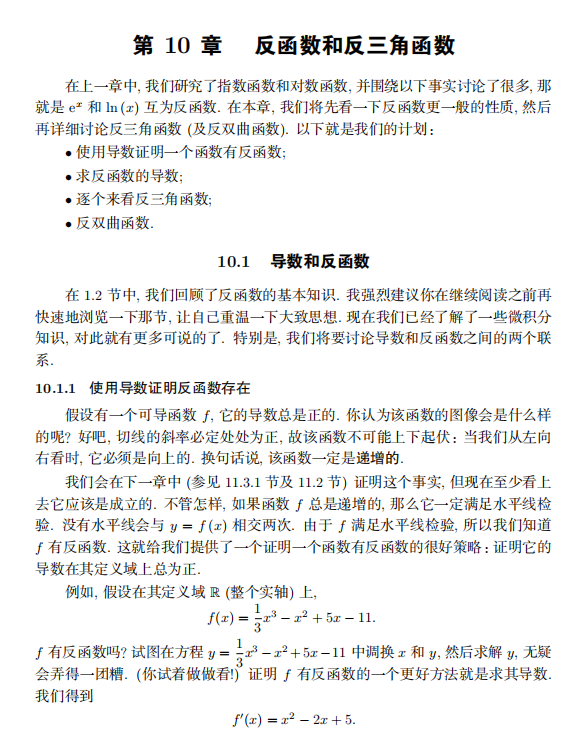 第 10 章 反函数和反三角函数
在上一章中, 我们研究了指数函数和对数函数, 并围绕以下事实讨论了很多, 那
就是 eˣ 和 ln (x) 互为反函数. 在本章, 我们将先看一下反函数更一般的性质, 然后
再详细讨论反三角函数 (及反双曲函数). 以下就是我们的计划:
• 使用导数证明一个函数有反函数;
• 求反函数的导数;
• 逐个来看反三角函数;
• 反双曲函数.
10.1 导数和反函数
在 1.2 节中, 我们回顾了反函数的基本知识. 我强烈建议你在继续阅读之前再
快速地浏览一下那节, 让自己重温一下大致思想. 现在我们已经了解了一些微积分
知识, 对此就有更多可说的了. 特别是, 我们将要讨论导数和反函数之间的两个联
系.
10.1.1 使用导数证明反函数存在
假设有一个可导函数 f, 它的导数总是正的. 你认为该函数的图像会是什么样
的呢? 好吧, 切线的斜率必定处处为正, 故该函数不可能上下起伏: 当我们从左向
右看时, 它必须是向上的. 换句话说, 该函数一定是递增的.
我们会在下一章中 (参见 11.3.1 节及 11.2 节) 证明这个事实, 但现在至少看上
去它应该是成立的. 不管怎样, 如果函数 f 总是递增的, 那么它一定满足水平线检
验. 没有水平线会与 y = f(x) 相交两次. 由于 f 满足水平线检验, 所以我们知道
f 有反函数. 这就给我们提供了一个证明一个函数有反函数的很好策略: 证明它的
导数在其定义域上总为正.
例如, 假设在其定义域 ℝ (整个实轴) 上,
f(x) = 1/3 x³ − x² + 5x − 11.
f 有反函数吗? 试图在方程 y = 1/3 x³ − x² + 5x − 11 中调换 x 和 y, 然后求解 y, 无疑
会弄得一团糟. (你试着做做看!) 证明 f 有反函数的一个更好方法就是求其导数.
我们得到
f′(x) = x² − 2x + 5.